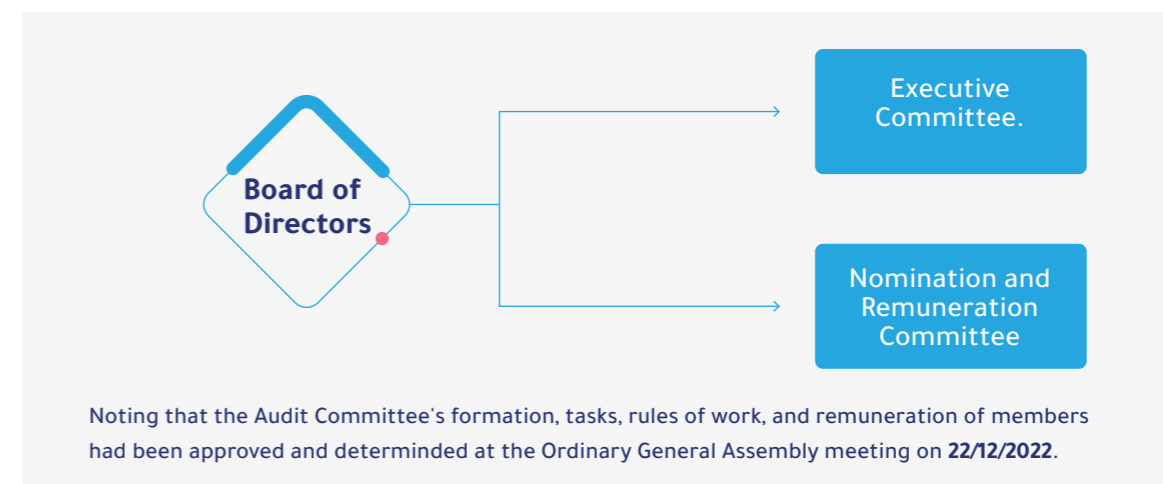 Board of
Directors
Executive
Committee.
Nomination and
Remuneration
Committee
Noting that the Audit Committee's formation, tasks, rules of work, and remuneration of members
had been approved and determinded at the Ordinary General Assembly meeting on 22/12/2022.